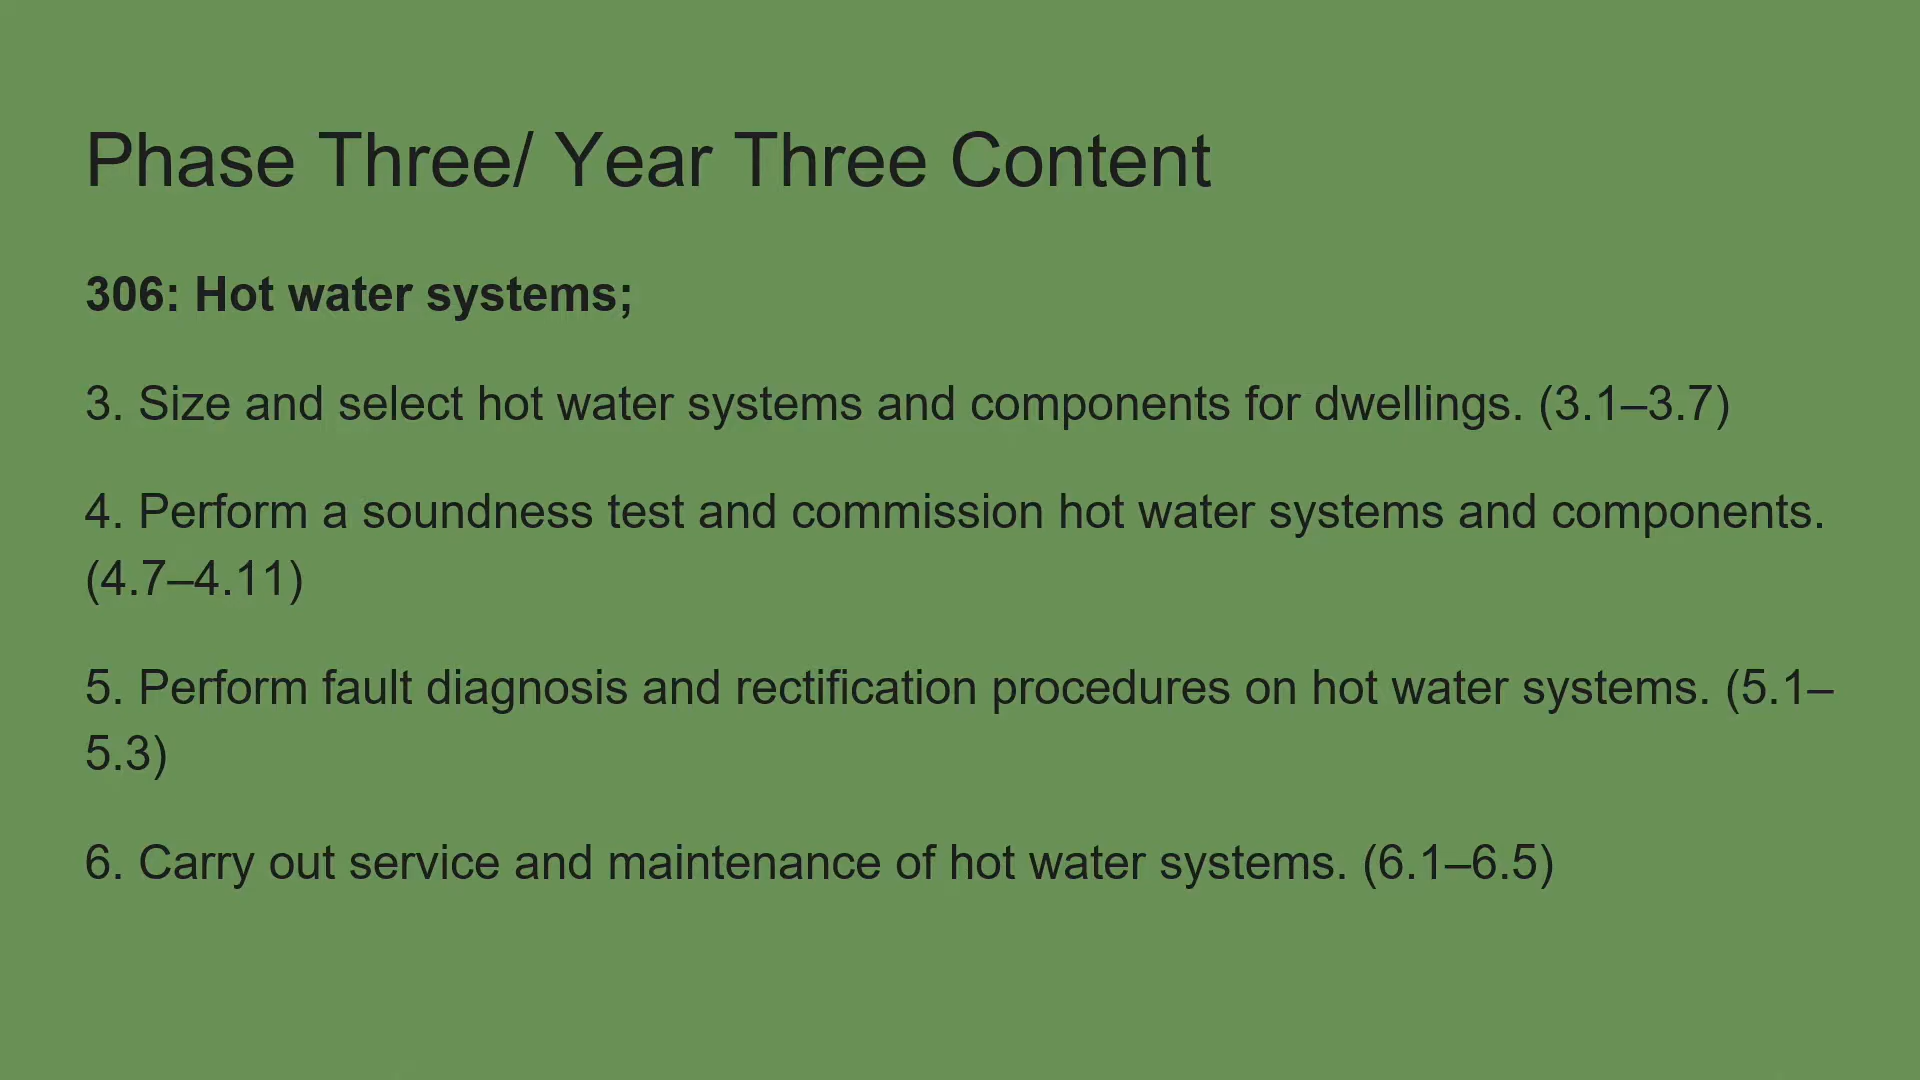 Phase Three/ Year Three Content
306: Hot water systems;
3. Size and select hot water systems and components for dwellings. (3.1–3.7)
4. Perform a soundness test and commission hot water systems and components.
(4.7–4.11)
5. Perform fault diagnosis and rectification procedures on hot water systems. (5.1–
5.3)
6. Carry out service and maintenance of hot water systems. (6.1–6.5)